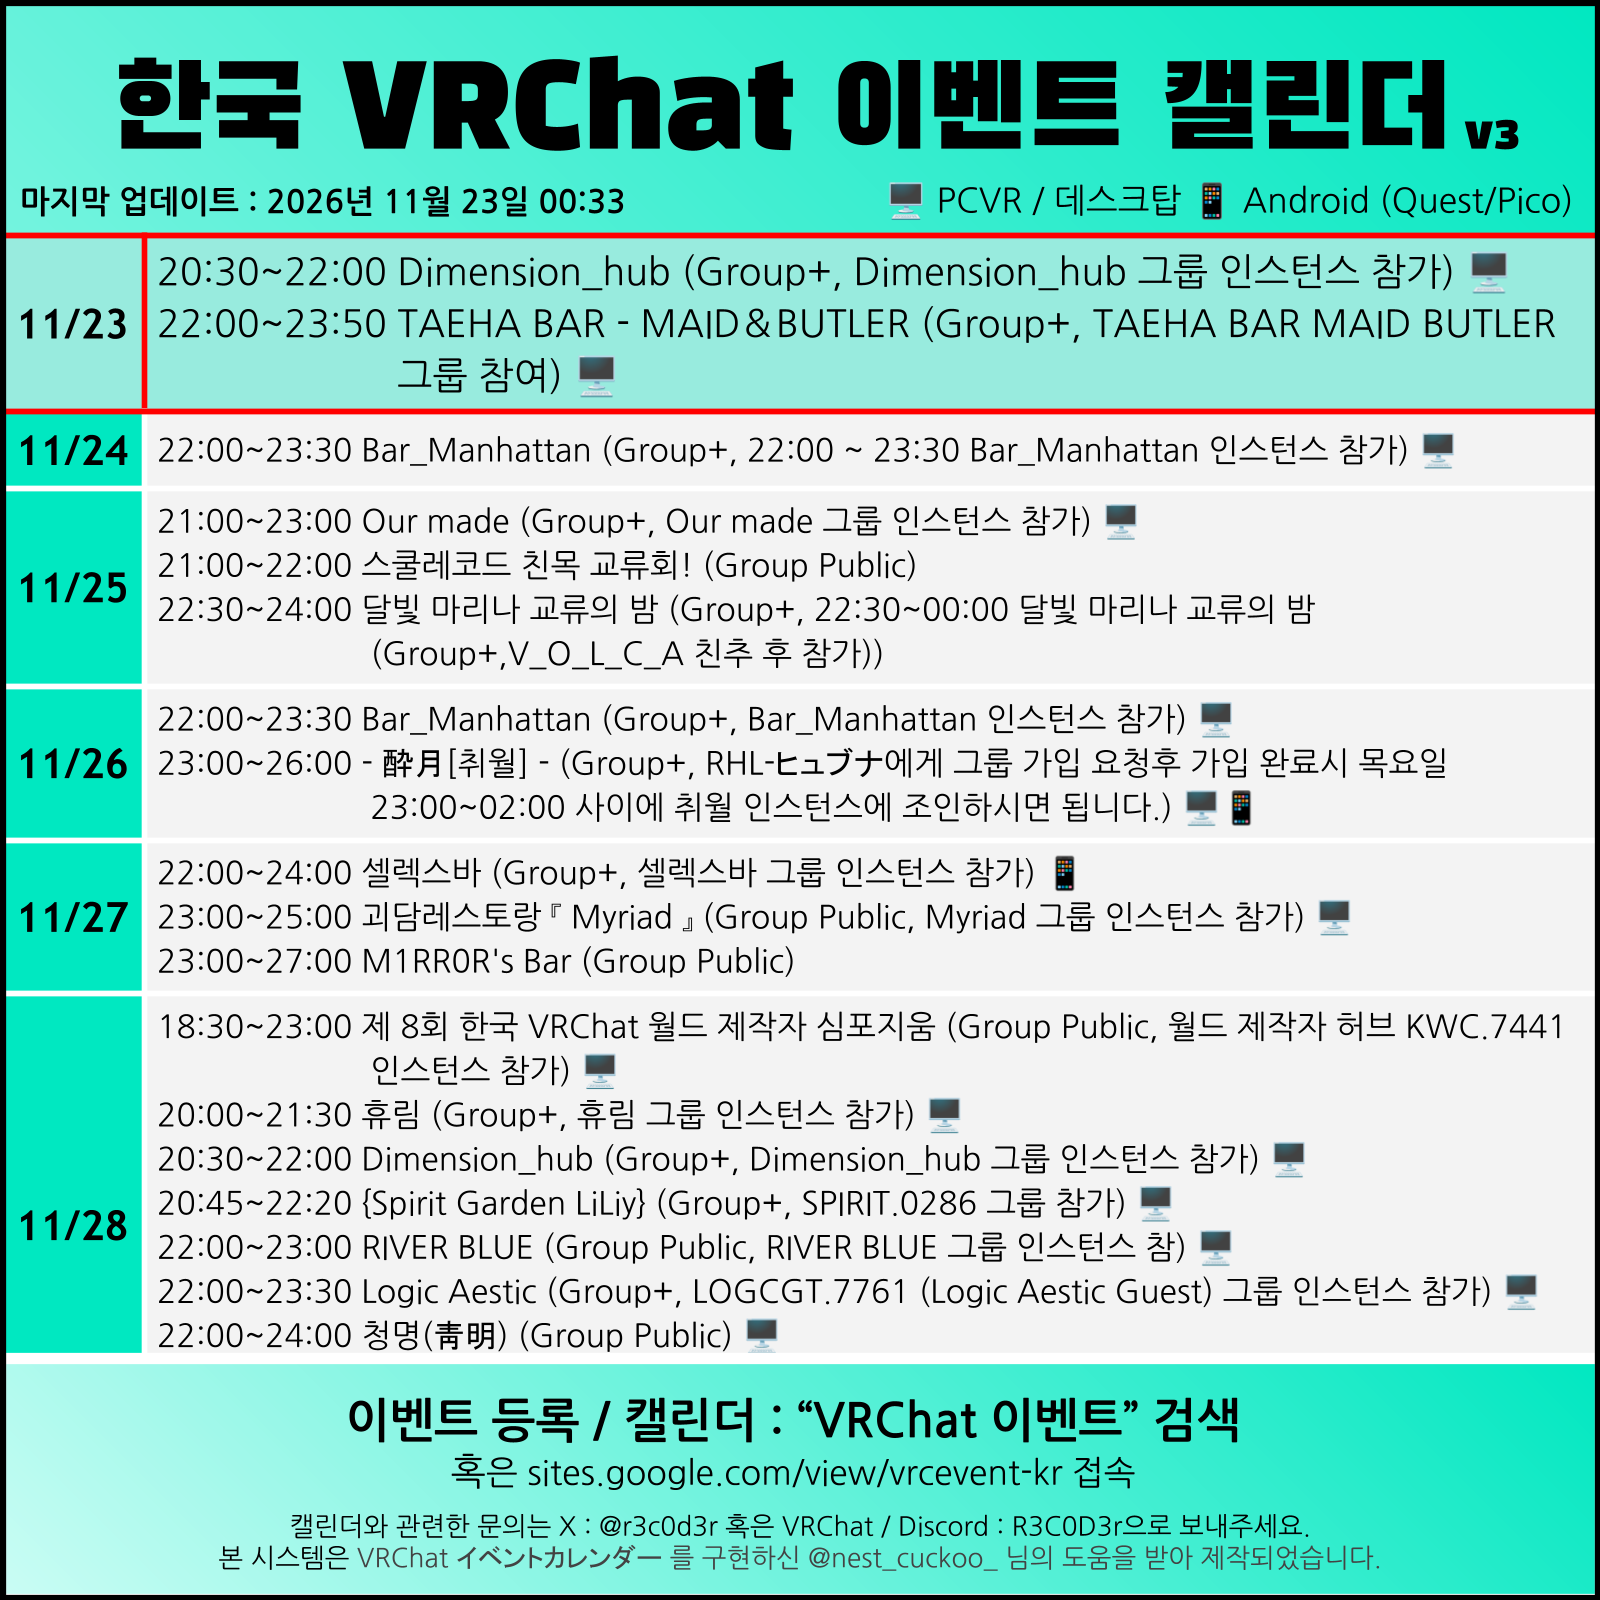 한국 VRChat 이벤트 캘린더 v3
마지막 업데이트 : 2026년 11월 23일 00:33
🖥️ PCVR / 데스크탑 📱 Android (Quest/Pico)
11/23
20:30~22:00 Dimension_hub (Group+, Dimension_hub 그룹 인스턴스 참가) 🖥️
22:00~23:50 TAEHA BAR - MAID&BUTLER (Group+, TAEHA BAR MAID BUTLER
그룹 참여) 🖥️
11/24
22:00~23:30 Bar_Manhattan (Group+, 22:00 ~ 23:30 Bar_Manhattan 인스턴스 참가) 🖥️
11/25
21:00~23:00 Our made (Group+, Our made 그룹 인스턴스 참가) 🖥️
21:00~22:00 스쿨레코드 친목 교류회! (Group Public)
22:30~24:00 달빛 마리나 교류의 밤 (Group+, 22:30~00:00 달빛 마리나 교류의 밤
(Group+,V_O_L_C_A 친추 후 참가))
11/26
22:00~23:30 Bar_Manhattan (Group+, Bar_Manhattan 인스턴스 참가) 🖥️
23:00~26:00 - 酔月[취월] - (Group+, RHL-ヒュブナ에게 그룹 가입 요청후 가입 완료시 목요일
23:00~02:00 사이에 취월 인스턴스에 조인하시면 됩니다.) 🖥️📱
11/27
22:00~24:00 셀렉스바 (Group+, 셀렉스바 그룹 인스턴스 참가) 📱
23:00~25:00 괴담레스토랑『 Myriad 』(Group Public, Myriad 그룹 인스턴스 참가) 🖥️
23:00~27:00 M1RR0R's Bar (Group Public)
11/28
18:30~23:00 제 8회 한국 VRChat 월드 제작자 심포지움 (Group Public, 월드 제작자 허브 KWC.7441
인스턴스 참가) 🖥️
20:00~21:30 휴림 (Group+, 휴림 그룹 인스턴스 참가) 🖥️
20:30~22:00 Dimension_hub (Group+, Dimension_hub 그룹 인스턴스 참가) 🖥️
20:45~22:20 {Spirit Garden LiLiy} (Group+, SPIRIT.0286 그룹 참가) 🖥️
22:00~23:00 RIVER BLUE (Group Public, RIVER BLUE 그룹 인스턴스 참) 🖥️
22:00~23:30 Logic Aestic (Group+, LOGCGT.7761 (Logic Aestic Guest) 그룹 인스턴스 참가) 🖥️
22:00~24:00 청명(靑明) (Group Public) 🖥️
이벤트 등록 / 캘린더 : “VRChat 이벤트” 검색
혹은 sites.google.com/view/vrcevent-kr 접속
캘린더와 관련한 문의는 X : @r3c0d3r 혹은 VRChat / Discord : R3C0D3r으로 보내주세요.
본 시스템은 VRChat イベントカレンダー 를 구현하신 @nest_cuckoo_ 님의 도움을 받아 제작되었습니다.